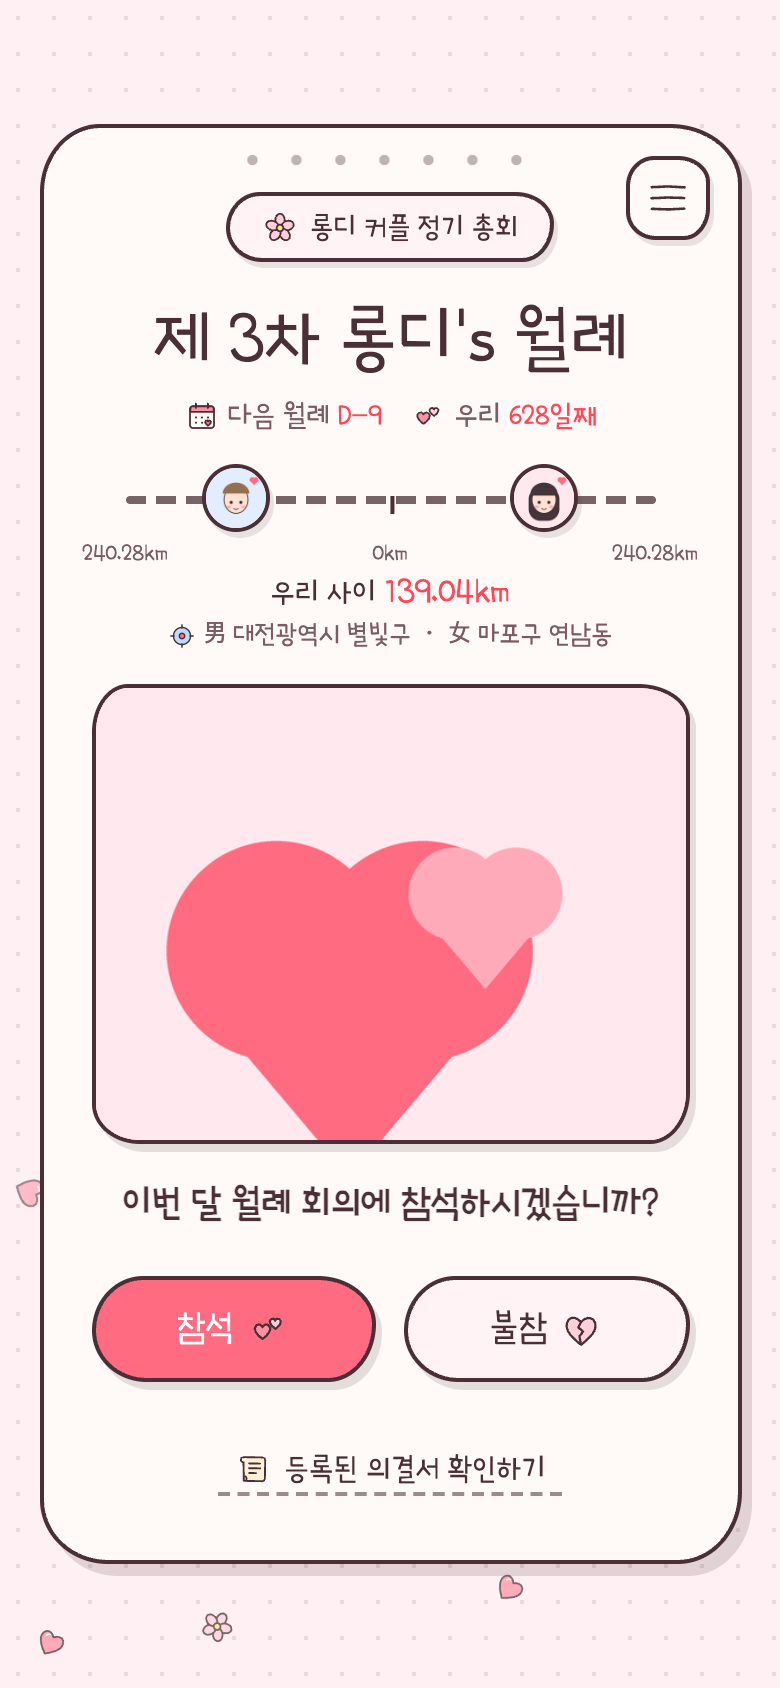 롱디 커플 정기 총회
제 3차 롱디's 월례
다음 월례 D-9 우리 628일째
240.28km 0km 240.28km
우리 사이 139.04km
男 대전광역시 별빛구 · 女 마포구 연남동
이번 달 월례 회의에 참석하시겠습니까?
참석 불참
등록된 의결서 확인하기